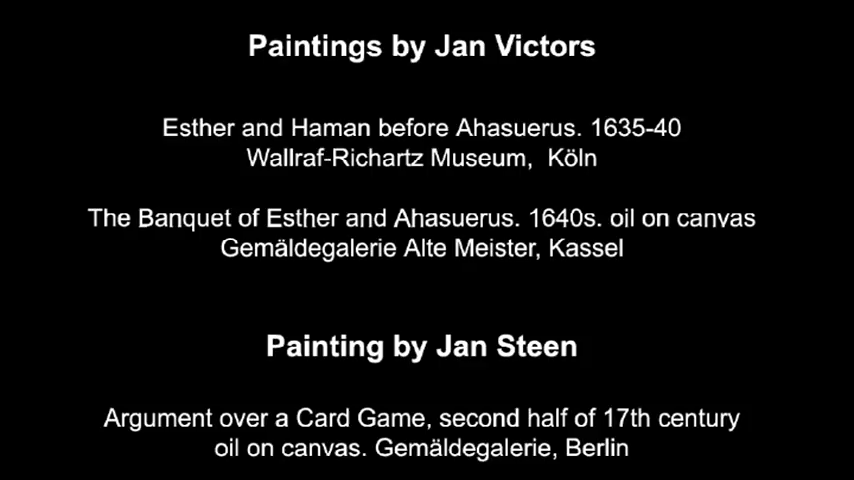 Paintings by Jan Victors
Esther and Haman before Ahasuerus. 1635-40
Wallraf-Richartz Museum, Köln
The Banquet of Esther and Ahasuerus. 1640s. oil on canvas
Gemäldegalerie Alte Meister, Kassel
Painting by Jan Steen
Argument over a Card Game, second half of 17th century
oil on canvas. Gemäldegalerie, Berlin